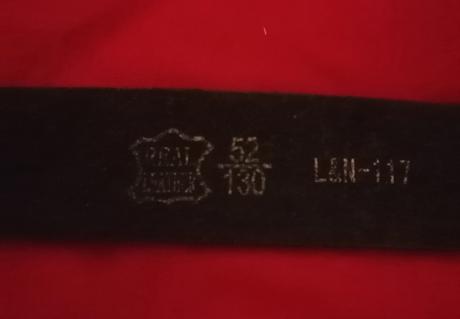 REAL
LEATHER
52
130
L&N-117